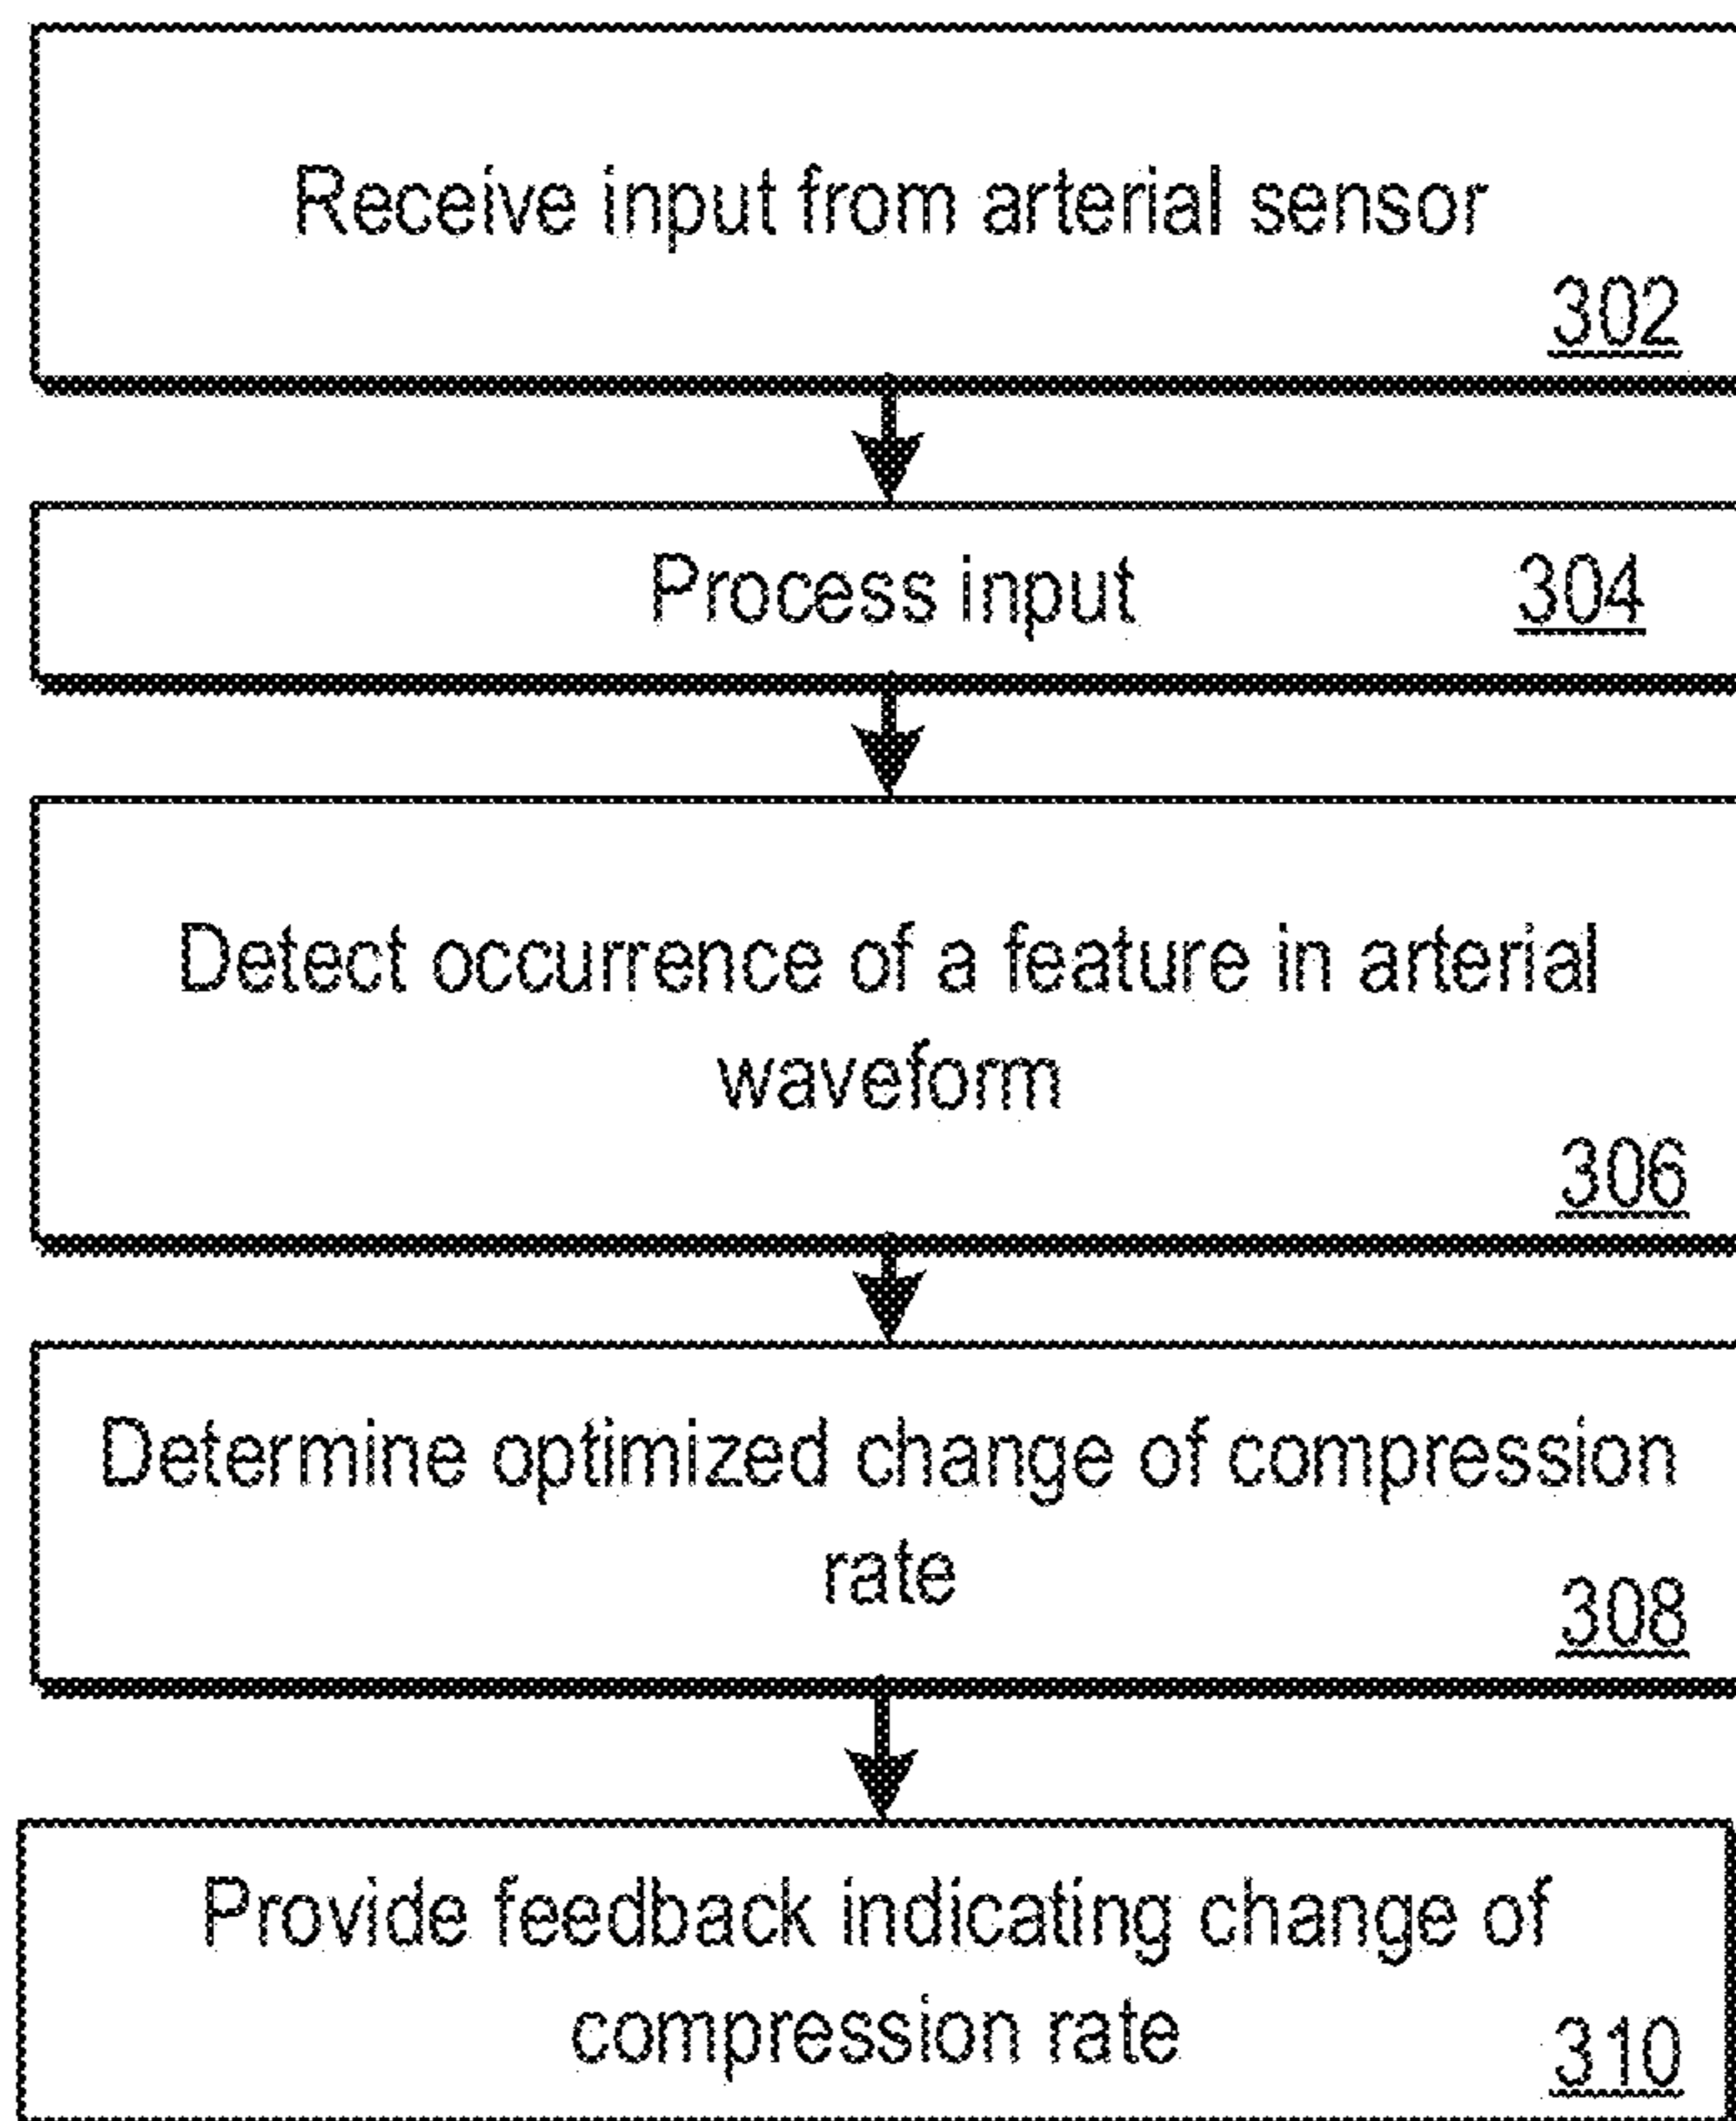 Receive input from arterial sensor
302
Process input 304
Detect occurrence of a feature in arterial
waveform
306
Determine optimized change of compression
rate
308
Provide feedback indicating change of
compression rate
310